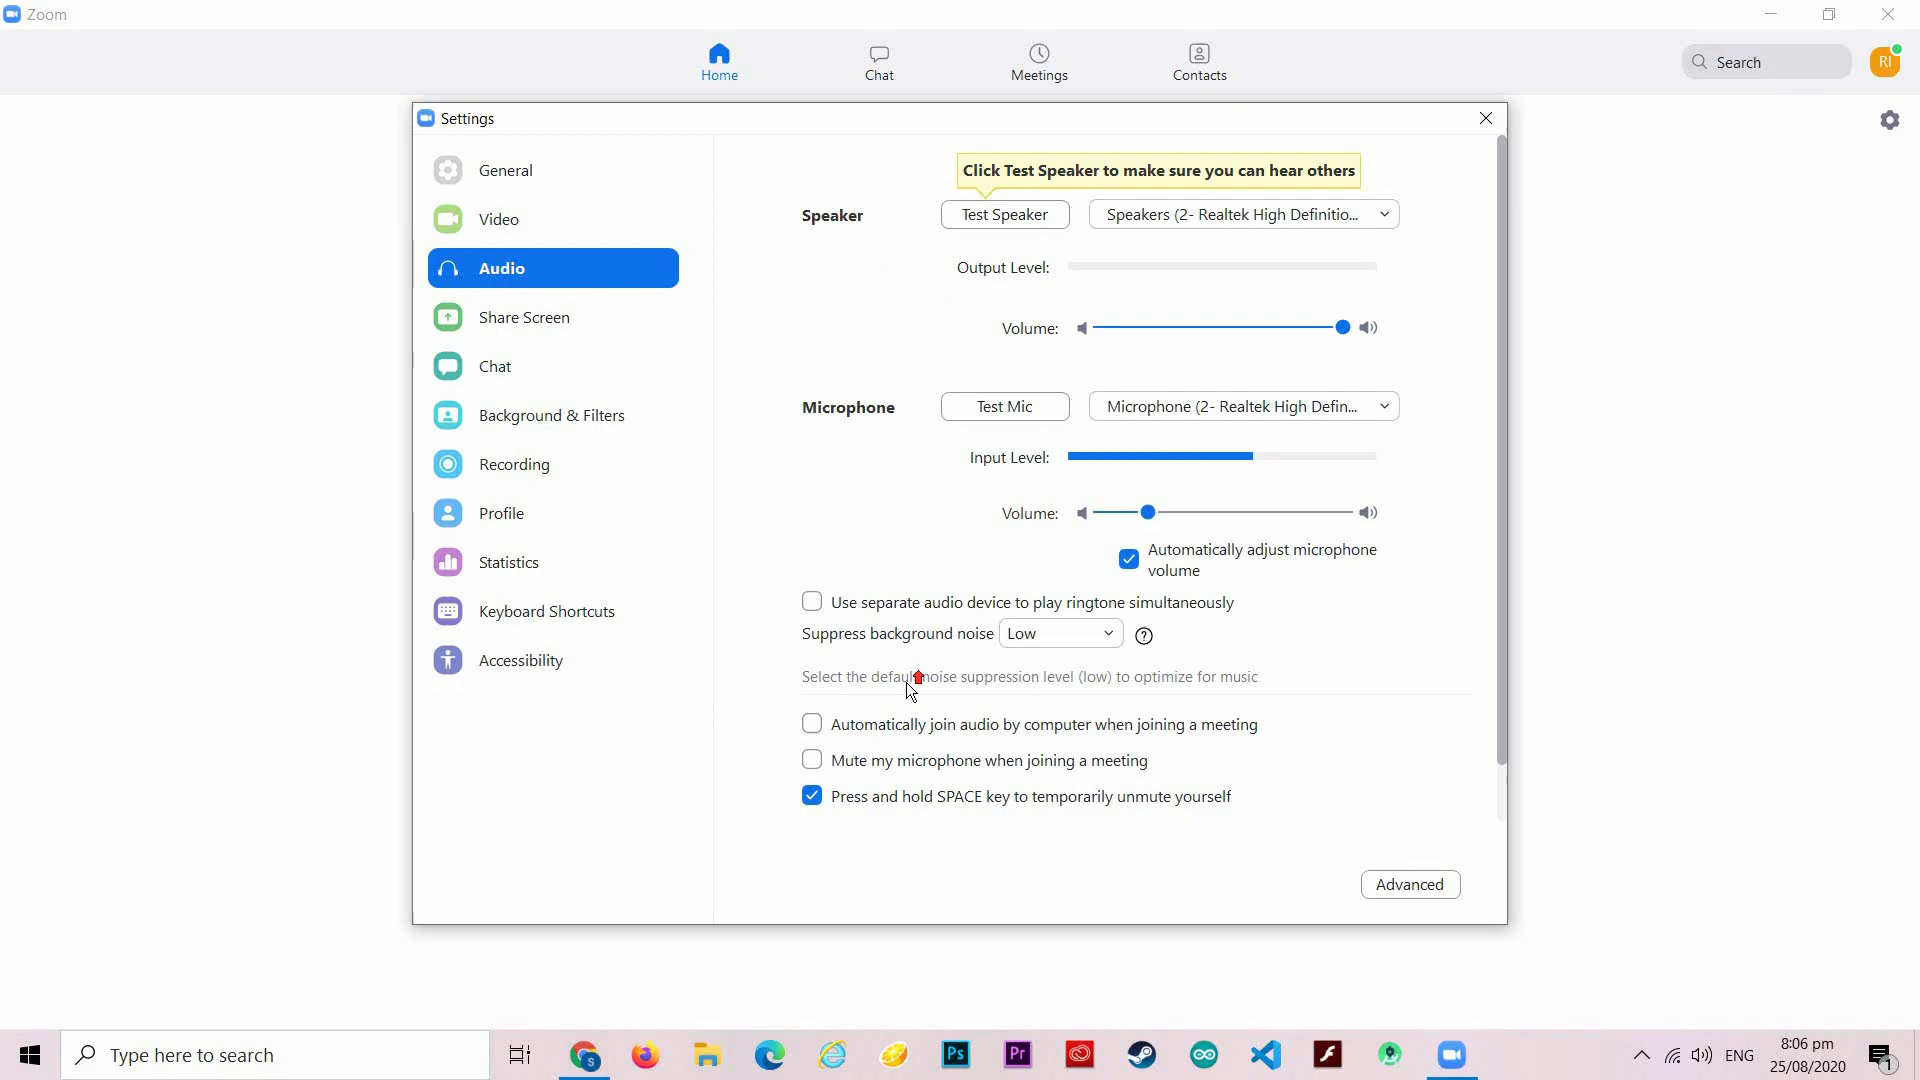 Zoom
Home
Chat
Meetings
Contacts
Search
RI
Settings
General
Video
Audio
Share Screen
Chat
Background & Filters
Recording
Profile
Statistics
Keyboard Shortcuts
Accessibility
Click Test Speaker to make sure you can hear others
Speaker
Test Speaker
Speakers (2- Realtek High Definitio...
Output Level:
Volume:
Microphone
Test Mic
Microphone (2- Realtek High Defin...
Input Level:
Volume:
Automatically adjust microphone
volume
Use separate audio device to play ringtone simultaneously
Suppress background noise
Low
Select the defaul noise suppression level (low) to optimize for music
Automatically join audio by computer when joining a meeting
Mute my microphone when joining a meeting
Press and hold SPACE key to temporarily unmute yourself
Advanced
Type here to search
S
Ps
Pr
ENG
8:06 pm
25/08/2020
1